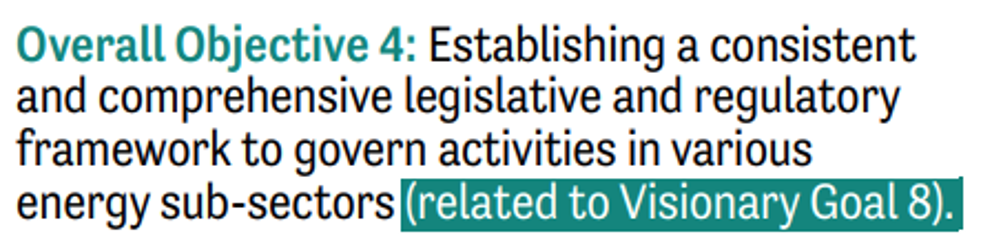 Overall Objective 4: Establishing a consistent
and comprehensive legislative and regulatory
framework to govern activities in various
energy sub-sectors (related to Visionary Goal 8).